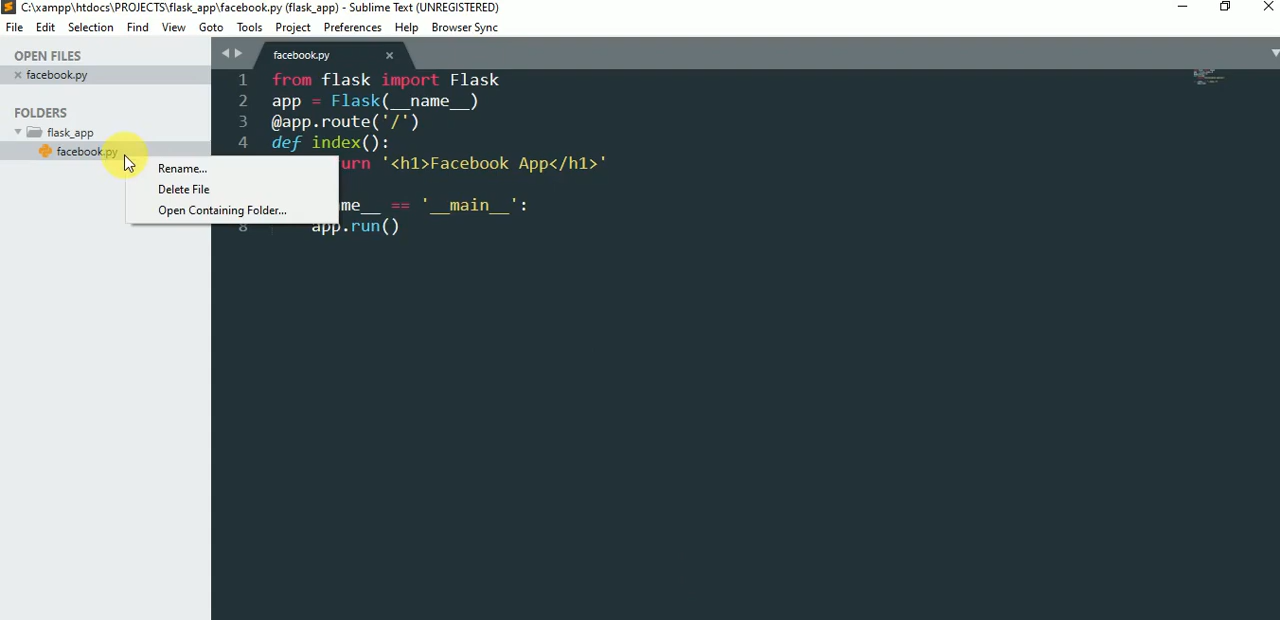 C:\xampp\htdocs\PROJECTS\flask_app\facebook.py (flask_app) - Sublime Text (UNREGISTERED)
File Edit Selection Find View Goto Tools Project Preferences Help Browser Sync
OPEN FILES
facebook.py
FOLDERS
flask_app
facebook.py
Rename...
Delete File
Open Containing Folder...
facebook.py
1 from flask import Flask
2 app = Flask(__name__)
3 @app.route('/')
4 def index():
urn '<h1>Facebook App</h1>'
me__ == '__main__':
8 app.run()